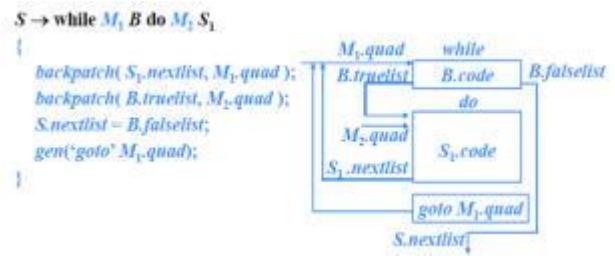 S → while M₁ B do M₂ S₁
{
backpatch( S₁.nextlist, M₁.quad );
backpatch( B.truelist, M₂.quad );
S.nextlist = B.falselist;
gen('goto' M₁.quad);
}
M₁.quad while
B.truelist B.code B.falselist
do
M₂.quad
S₁.code
S₁.nextlist
goto M₁.quad
S.nextlist